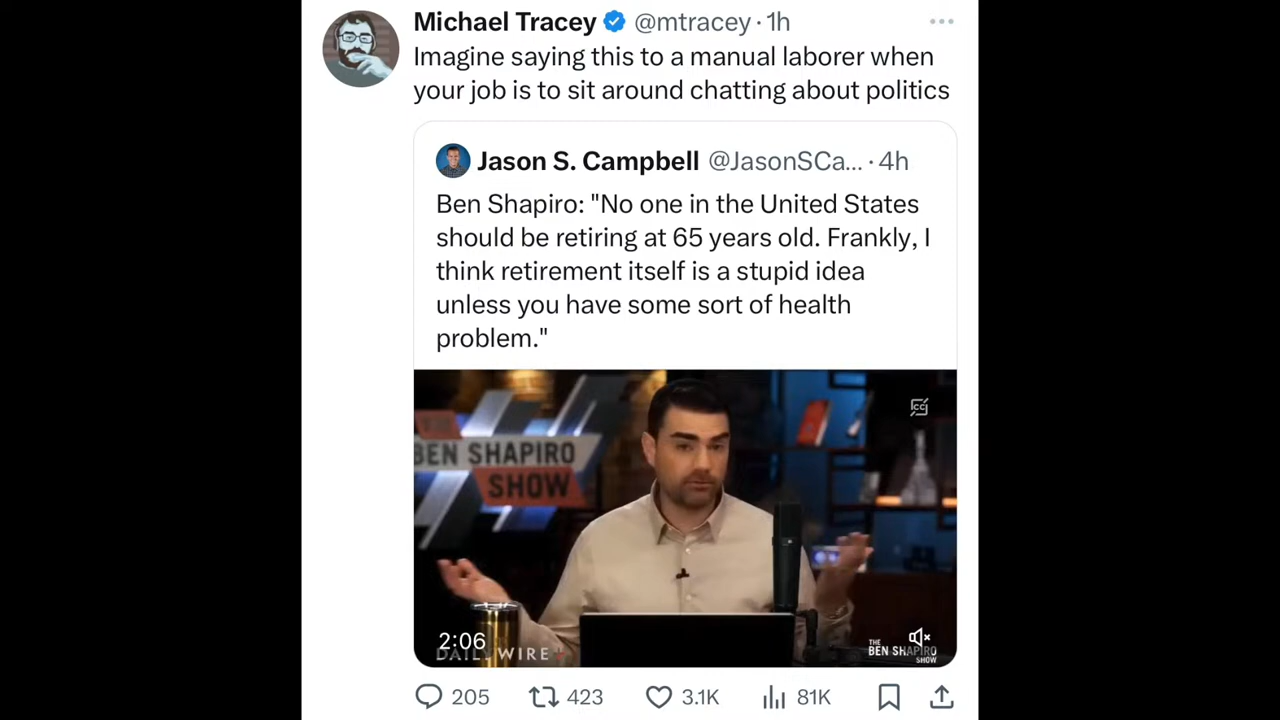 Michael Tracey @mtracey · 1h
Imagine saying this to a manual laborer when
your job is to sit around chatting about politics
Jason S. Campbell @JasonSCa... · 4h
Ben Shapiro: "No one in the United States
should be retiring at 65 years old. Frankly, I
think retirement itself is a stupid idea
unless you have some sort of health
problem."
BEN SHAPIRO
SHOW
CC
2:06
DAILY WIRE+
THE
BEN SHAPIRO
SHOW
205 423 3.1K 81K